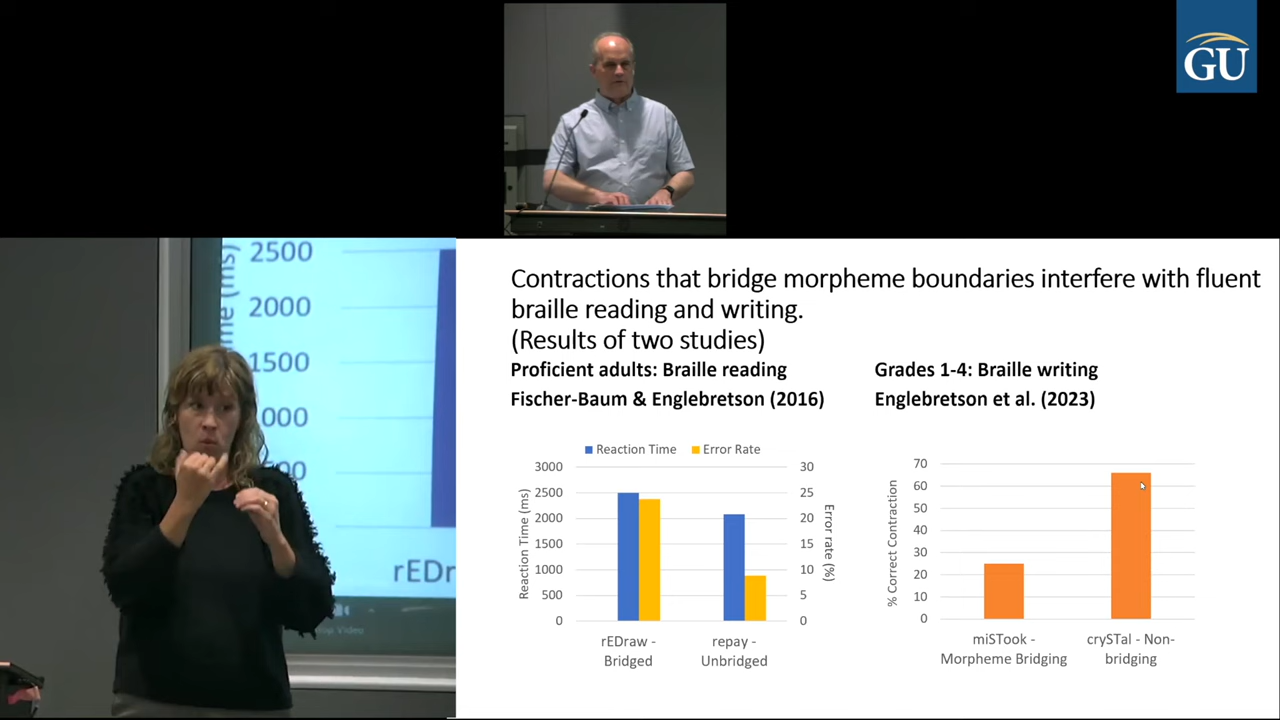 GU
2500
2000
1500
1000
500
rEDr
Video
Contractions that bridge morpheme boundaries interfere with fluent
braille reading and writing.
(Results of two studies)
Proficient adults: Braille reading
Fischer-Baum & Englebretson (2016)
Reaction Time Error Rate
3000
2500
2000
1500
1000
500
0
Reaction Time (ms)
30
25
20
15
10
5
0
Error rate (%)
rEDraw -
Bridged
repay -
Unbridged
Grades 1-4: Braille writing
Englebretson et al. (2023)
70
60
50
40
30
20
10
0
% Correct Contraction
miSTook -
Morpheme Bridging
crySTal - Non-
bridging